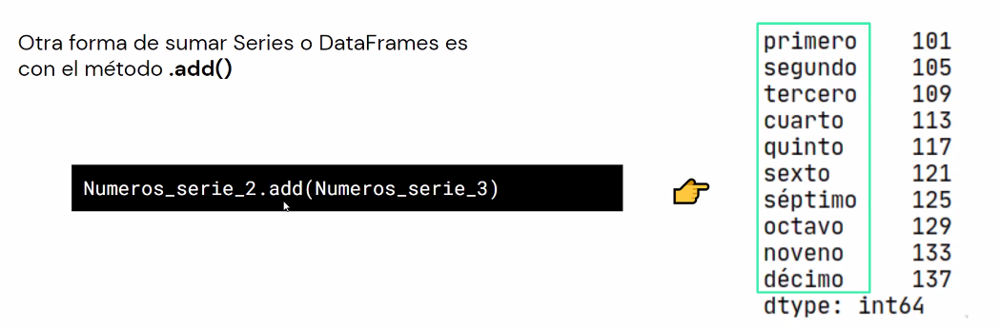 Otra forma de sumar Series o DataFrames es
con el método .add()
Numeros_serie_2.add(Numeros_serie_3)
primero 101
segundo 105
tercero 109
cuarto 113
quinto 117
sexto 121
séptimo 125
octavo 129
noveno 133
décimo 137
dtype: int64